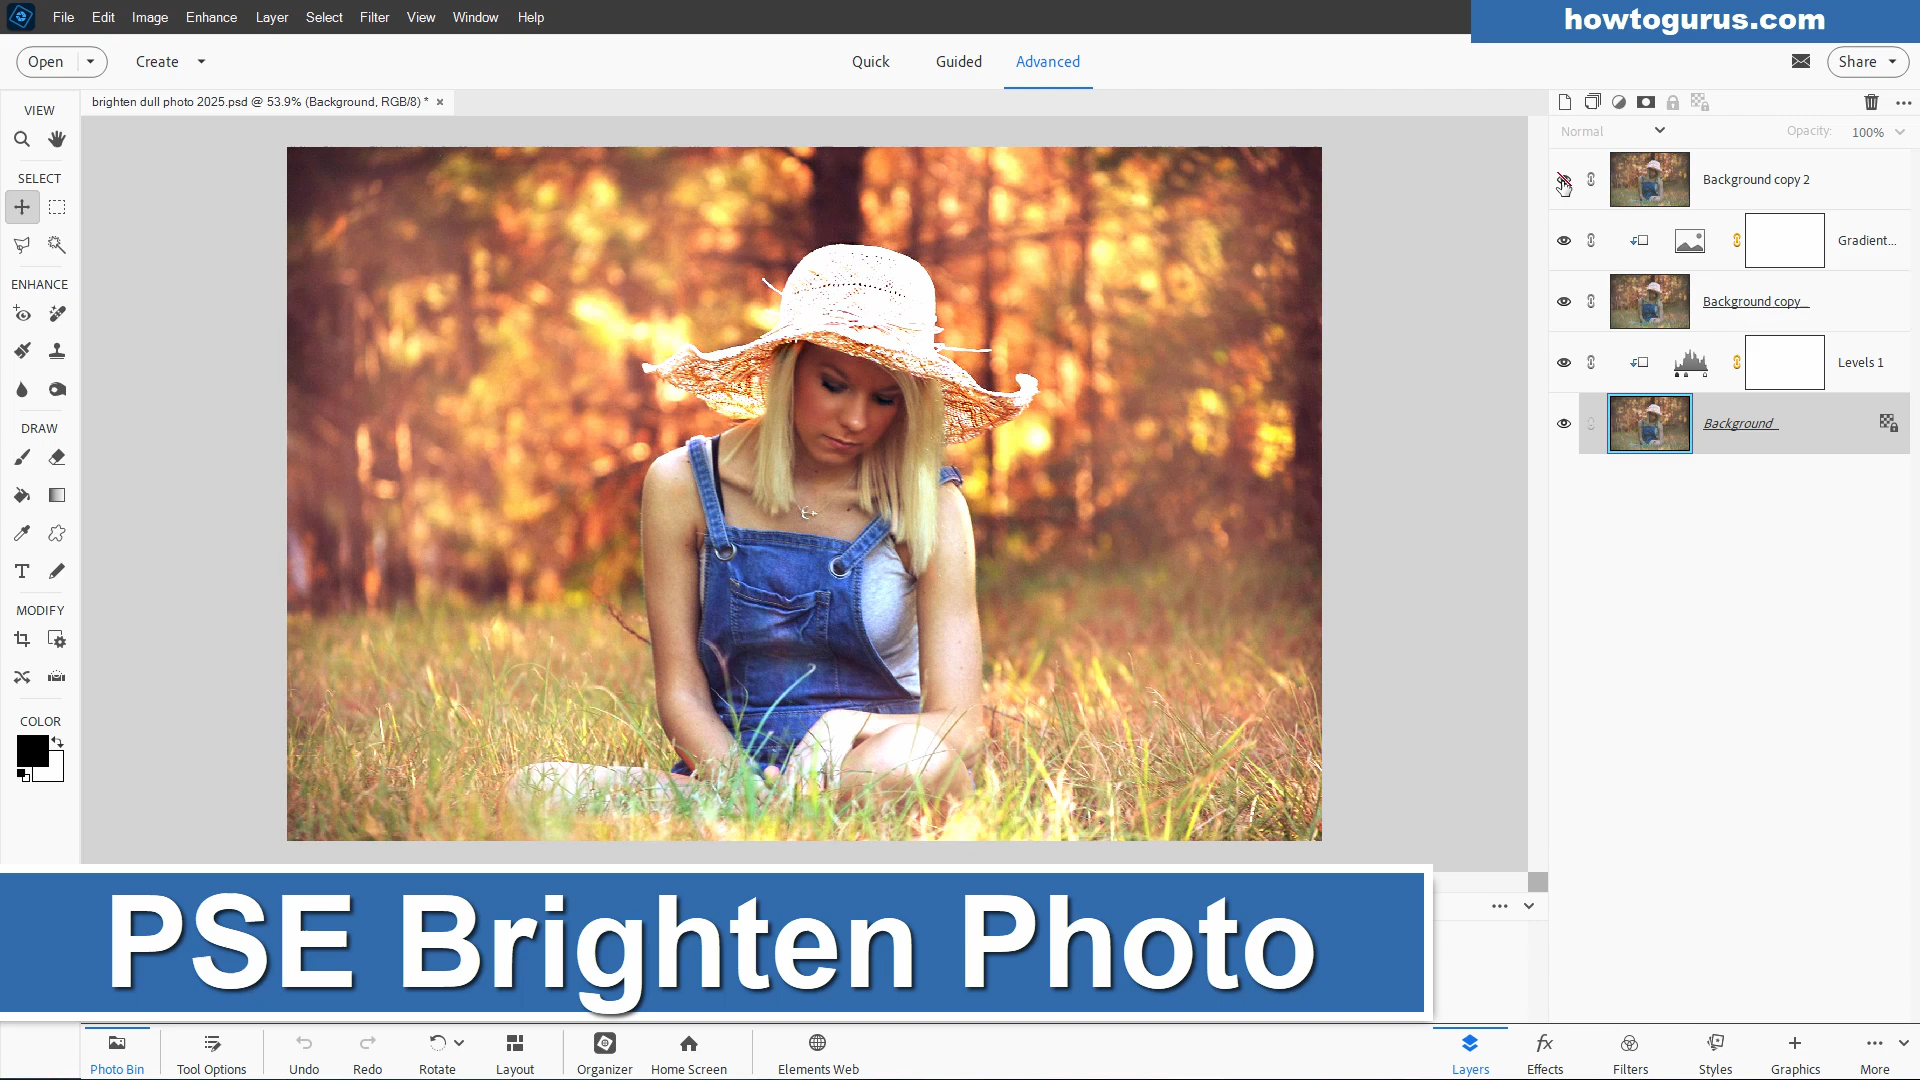 File Edit Image Enhance Layer Select Filter View Window Help
howtogurus.com
Open Create Quick Guided Advanced Share
brighten dull photo 2025.psd @ 53.9% (Background, RGB/8) * ×
VIEW
SELECT
ENHANCE
DRAW
T
MODIFY
COLOR
Normal Opacity: 100%
Background copy 2
Gradient...
Background copy
Levels 1
Background
PSE Brighten Photo
Photo Bin Tool Options Undo Redo Rotate Layout Organizer Home Screen Elements Web fx Layers Effects Filters Styles Graphics More